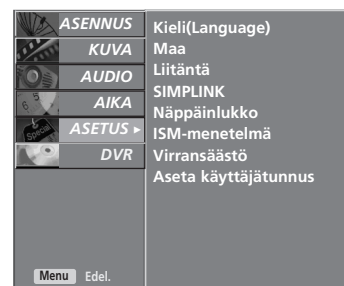 ASENNUS
KUVA
AUDIO
AIKA
ASETUS ►
DVR
Kieli(Language)
Maa
Liitäntä
SIMPLINK
Näppäinlukko
ISM-menetelmä
Virransäästö
Aseta käyttäjätunnus
Menu Edel.